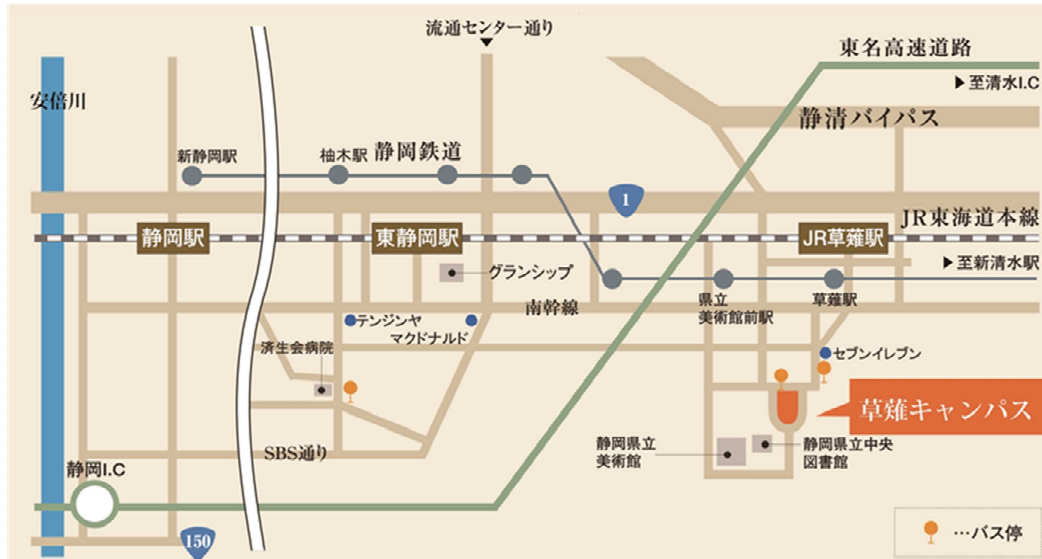 流通センター通り
東名高速道路
▶至清水I.C
安倍川
静清バイパス
新静岡駅
柚木駅
静岡鉄道
1
JR東海道本線
静岡駅
東静岡駅
JR草薙駅
▶至新清水駅
グランシップ
県立
美術館前駅
草薙駅
南幹線
テンジンヤ
マクドナルド
済生会病院
セブンイレブン
草薙キャンパス
SBS通り
静岡県立
美術館
静岡県立中央
図書館
静岡I.C
150
…バス停